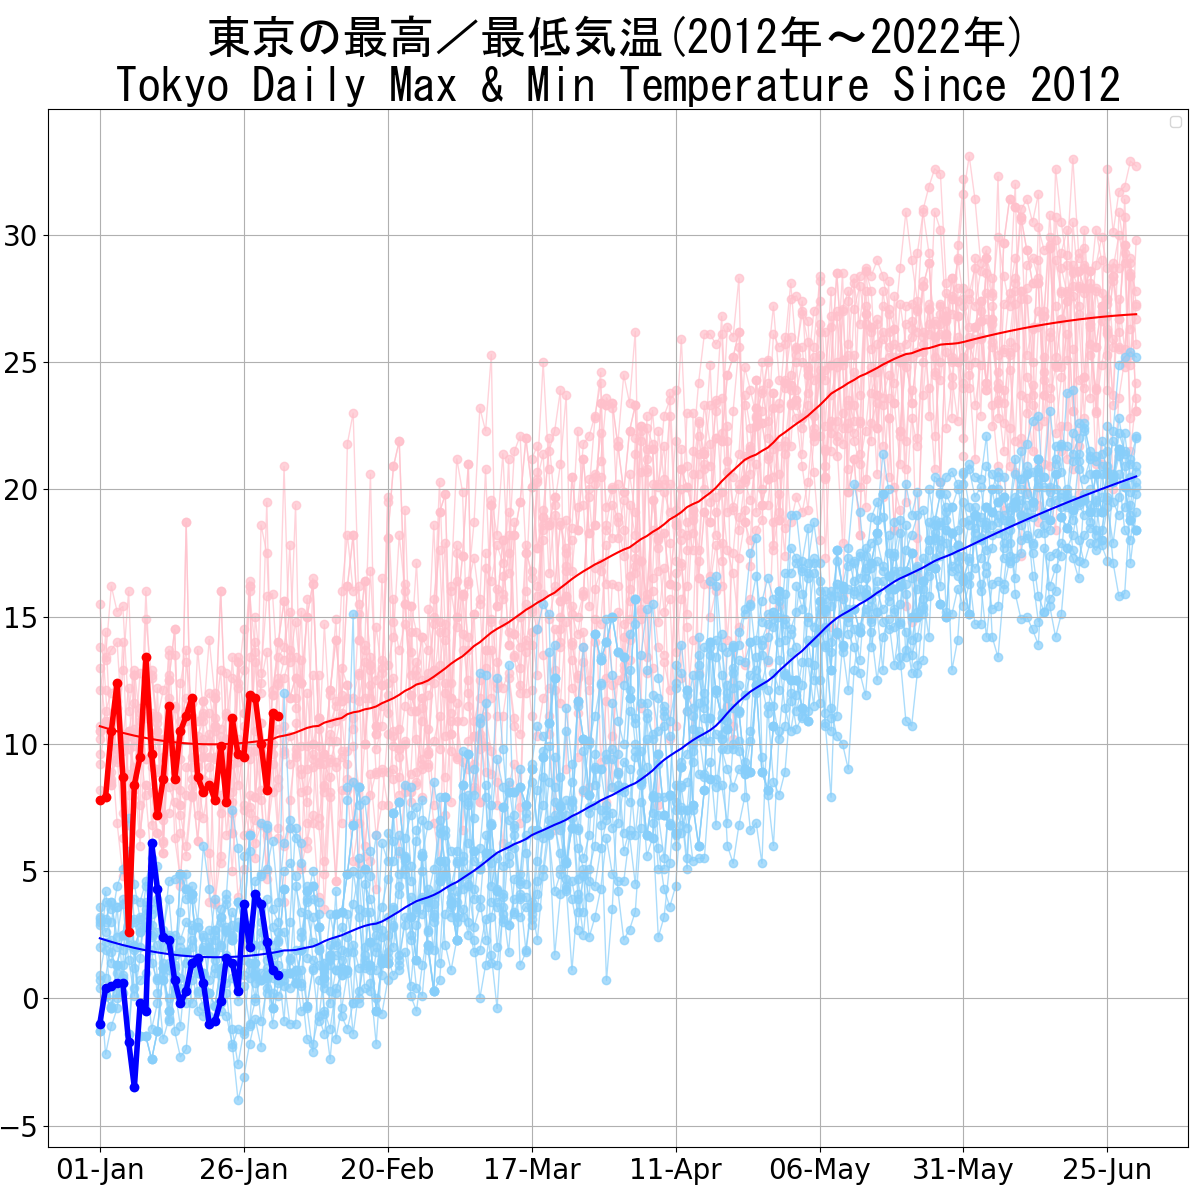 東京の最高／最低気温(2012年～2022年)
Tokyo Daily Max & Min Temperature Since 2012
30
25
20
15
10
5
0
−5
01-Jan 26-Jan 20-Feb 17-Mar 11-Apr 06-May 31-May 25-Jun